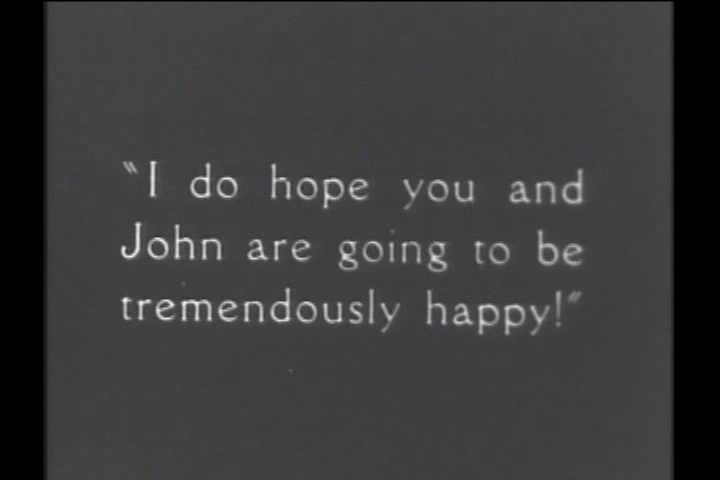 "I do hope you and
John are going to be
tremendously happy!"